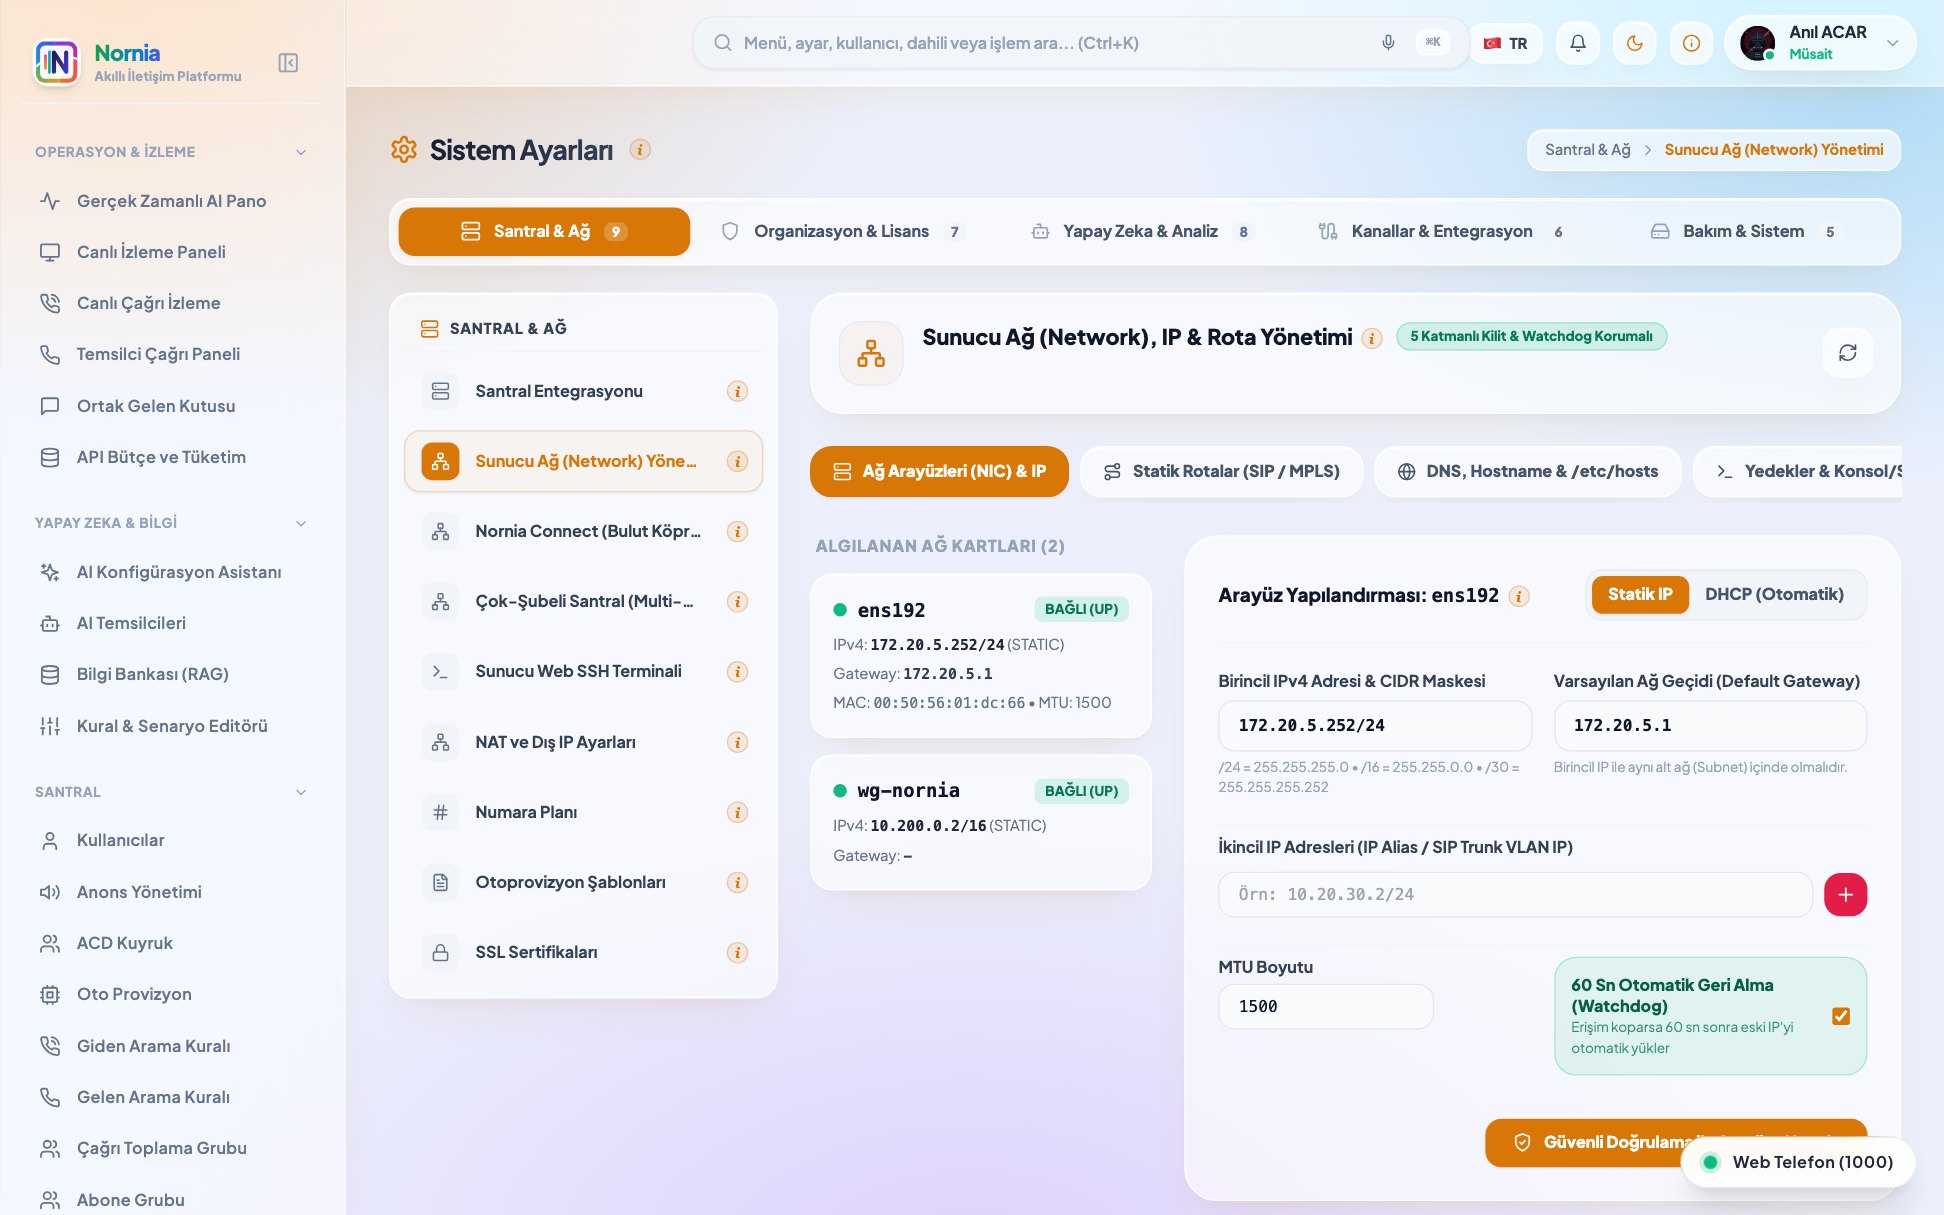 Nornia
Akıllı İletişim Platformu
Menü, ayar, kullanıcı, dahili veya işlem ara... (Ctrl+K)
⌘K
TR
Anıl ACAR
Müsait
OPERASYON & İZLEME
Gerçek Zamanlı AI Pano
Canlı İzleme Paneli
Canlı Çağrı İzleme
Temsilci Çağrı Paneli
Ortak Gelen Kutusu
API Bütçe ve Tüketim
YAPAY ZEKA & BİLGİ
AI Konfigürasyon Asistanı
AI Temsilcileri
Bilgi Bankası (RAG)
Kural & Senaryo Editörü
SANTRAL
Kullanıcılar
Anons Yönetimi
ACD Kuyruk
Oto Provizyon
Giden Arama Kuralı
Gelen Arama Kuralı
Çağrı Toplama Grubu
Abone Grubu
Sistem Ayarları
Santral & Ağ > Sunucu Ağ (Network) Yönetimi
Santral & Ağ 9
Organizasyon & Lisans 7
Yapay Zeka & Analiz 8
Kanallar & Entegrasyon 6
Bakım & Sistem 5
SANTRAL & AĞ
Santral Entegrasyonu
Sunucu Ağ (Network) Yöne...
Nornia Connect (Bulut Köpr...
Çok-Şubeli Santral (Multi-...
Sunucu Web SSH Terminali
NAT ve Dış IP Ayarları
Numara Planı
Otoprovizyon Şablonları
SSL Sertifikaları
Sunucu Ağ (Network), IP & Rota Yönetimi
5 Katmanlı Kilit & Watchdog Korumalı
Ağ Arayüzleri (NIC) & IP
Statik Rotalar (SIP / MPLS)
DNS, Hostname & /etc/hosts
Yedekler & Konsol/S
ALGILANAN AĞ KARTLARI (2)
ens192
BAĞLI (UP)
IPv4: 172.20.5.252/24 (STATIC)
Gateway: 172.20.5.1
MAC: 00:50:56:01:dc:66 • MTU: 1500
wg-nornia
BAĞLI (UP)
IPv4: 10.200.0.2/16 (STATIC)
Gateway: –
Arayüz Yapılandırması: ens192
Statik IP
DHCP (Otomatik)
Birincil IPv4 Adresi & CIDR Maskesi
172.20.5.252/24
/24 = 255.255.255.0 • /16 = 255.255.0.0 • /30 =
255.255.255.252
Varsayılan Ağ Geçidi (Default Gateway)
172.20.5.1
Birincil IP ile aynı alt ağ (Subnet) içinde olmalıdır.
İkincil IP Adresleri (IP Alias / SIP Trunk VLAN IP)
Örn: 10.20.30.2/24
MTU Boyutu
1500
60 Sn Otomatik Geri Alma
(Watchdog)
Erişim koparsa 60 sn sonra eski IP'yi
otomatik yükler
Güvenli Doğrulama
Web Telefon (1000)